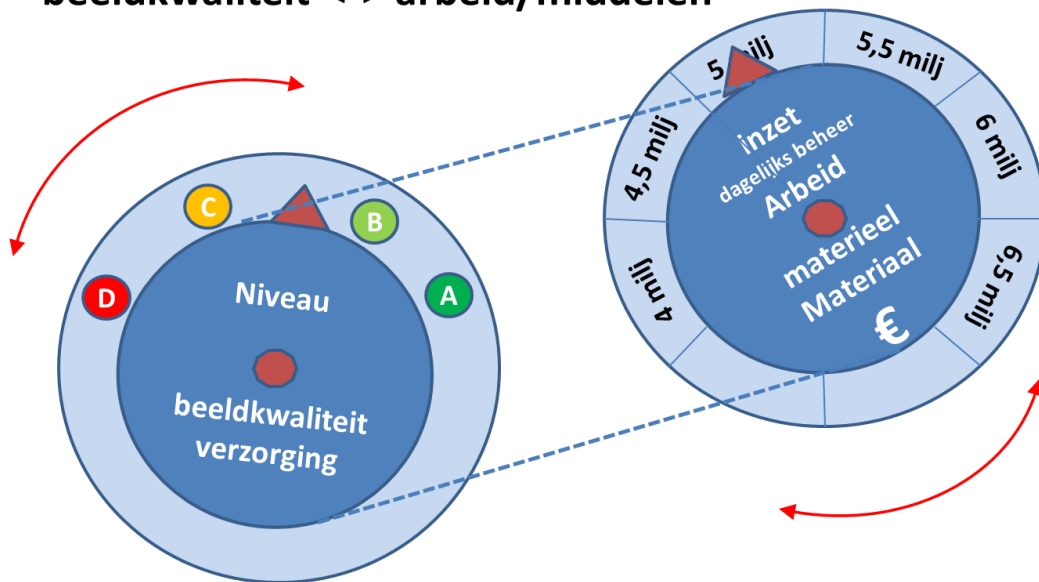 beeldkwaliteit <-> arbeid/middelen
C
B
D
A
Niveau
beeldkwaliteit
verzorging
4 milj
4,5 milj
5 milj
5,5 milj
6 milj
6,5 milj
inzet
dagelijks beheer
Arbeid
materieel
Materiaal
€